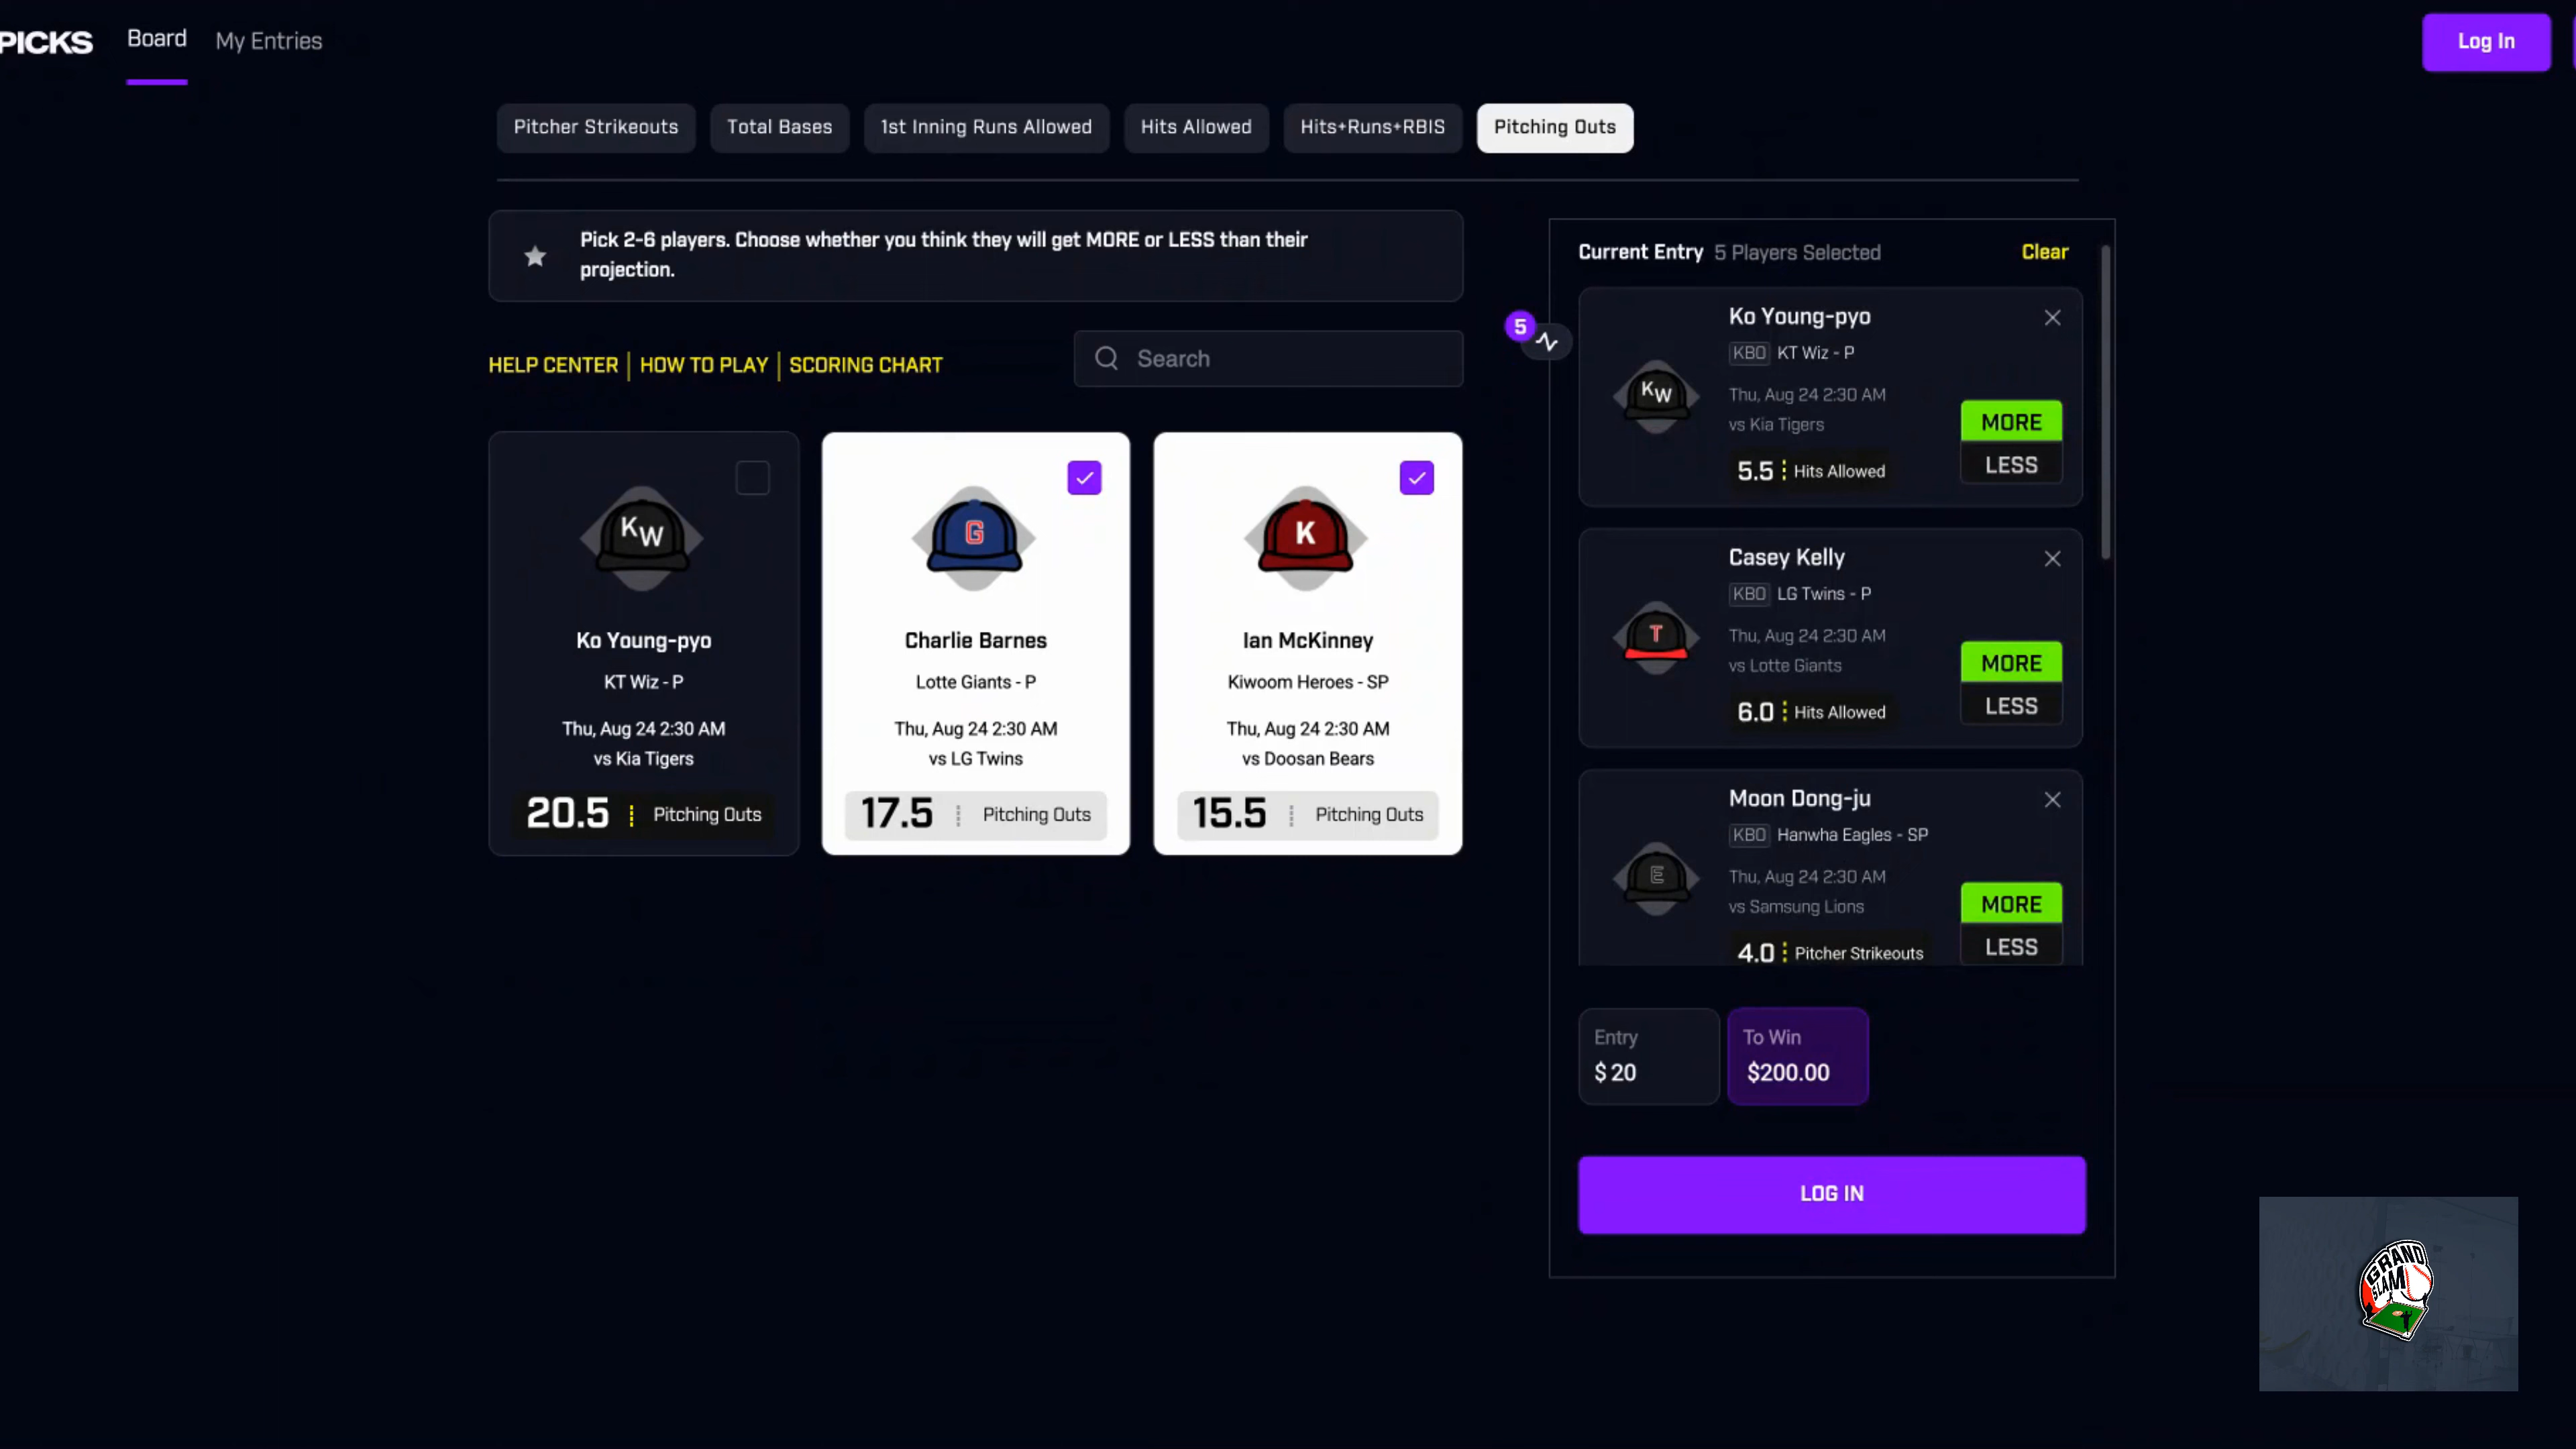 PICKS
Board
My Entries
Log In
Pitcher Strikeouts
Total Bases
1st Inning Runs Allowed
Hits Allowed
Hits+Runs+RBIS
Pitching Outs
Pick 2-6 players. Choose whether you think they will get MORE or LESS than their
projection.
HELP CENTER
HOW TO PLAY
SCORING CHART
Search
KW
Ko Young-pyo
KT Wiz - P
Thu, Aug 24 2:30 AM
vs Kia Tigers
20.5
Pitching Outs
G
Charlie Barnes
Lotte Giants - P
Thu, Aug 24 2:30 AM
vs LG Twins
17.5
Pitching Outs
K
Ian McKinney
Kiwoom Heroes - SP
Thu, Aug 24 2:30 AM
vs Doosan Bears
15.5
Pitching Outs
Current Entry 5 Players Selected
Clear
5
KW
Ko Young-pyo
KBO KT Wiz - P
Thu, Aug 24 2:30 AM
vs Kia Tigers
5.5 Hits Allowed
MORE
LESS
T
Casey Kelly
KBO LG Twins - P
Thu, Aug 24 2:30 AM
vs Lotte Giants
6.0 Hits Allowed
MORE
LESS
E
Moon Dong-ju
KBO Hanwha Eagles - SP
Thu, Aug 24 2:30 AM
vs Samsung Lions
4.0 Pitcher Strikeouts
MORE
LESS
Entry
$ 20
To Win
$200.00
LOG IN
GRAND
SLAM